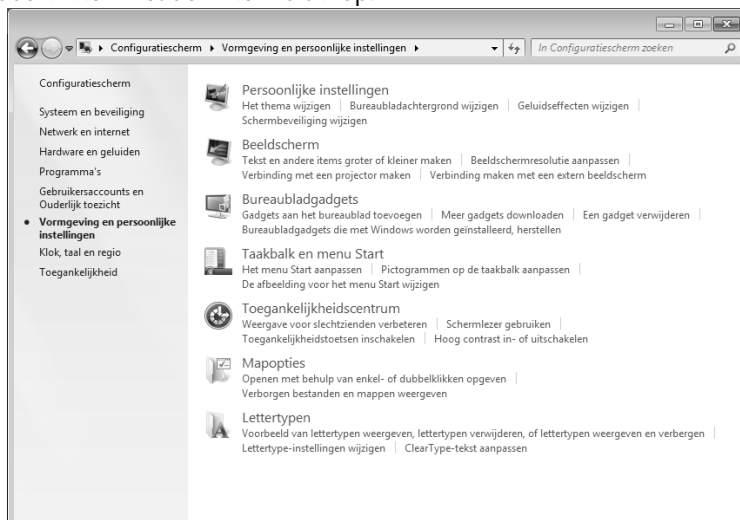 Configuratiescherm ▸ Vormgeving en persoonlijke instellingen ▸
In Configuratiescherm zoeken
Configuratiescherm
Systeem en beveiliging
Netwerk en internet
Hardware en geluiden
Programma's
Gebruikersaccounts en
Ouderlijk toezicht
Vormgeving en persoonlijke
instellingen
Klok, taal en regio
Toegankelijkheid
Persoonlijke instellingen
Het thema wijzigen | Bureaubladachtergrond wijzigen | Geluidseffecten wijzigen |
Schermbeveiliging wijzigen
Beeldscherm
Tekst en andere items groter of kleiner maken | Beeldschermresolutie aanpassen |
Verbinding met een projector maken | Verbinding maken met een extern beeldscherm
Bureaubladgadgets
Gadgets aan het bureaublad toevoegen | Meer gadgets downloaden | Een gadget verwijderen |
Bureaubladgadgets die met Windows worden geïnstalleerd, herstellen
Taakbalk en menu Start
Het menu Start aanpassen | Pictogrammen op de taakbalk aanpassen |
De afbeelding voor het menu Start wijzigen
Toegankelijkheidscentrum
Weergave voor slechtzienden verbeteren | Schermlezer gebruiken |
Toegankelijkheidstoetsen inschakelen | Hoog contrast in- of uitschakelen
Mapopties
Openen met behulp van enkel- of dubbelklikken opgeven |
Verborgen bestanden en mappen weergeven
Lettertypen
Voorbeeld van lettertypen weergeven, lettertypen verwijderen, of lettertypen weergeven en verbergen |
Lettertype-instellingen wijzigen | ClearType-tekst aanpassen